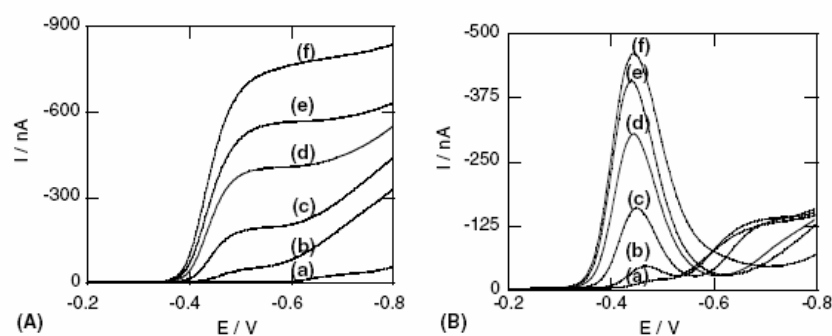 -900
-600
-300
0
I / nA
(f)
(e)
(d)
(c)
(b)
(a)
-0.2
-0.4
-0.6
-0.8
(A)
E / V
-500
-375
-250
-125
0
I / nA
(f)
(e)
(d)
(c)
(b)
(a)
-0.2
-0.4
-0.6
-0.8
(B)
E / V